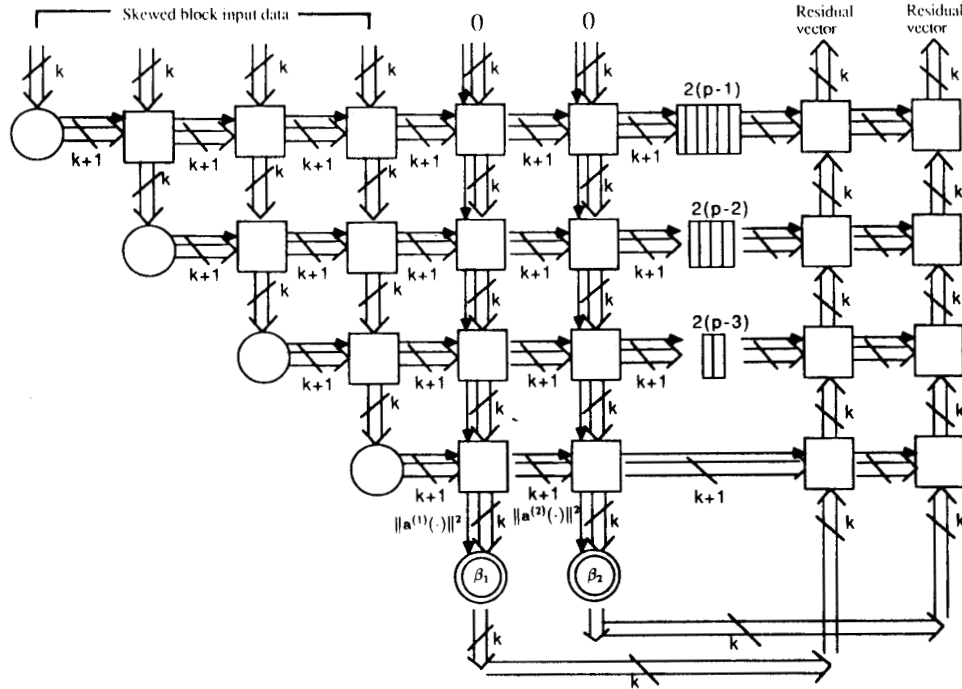 Skewed block input data
0
0
Residual vector
Residual vector
k
k
k
k
k
k
k
k
2(p-1)
k+1
k+1
k+1
k+1
k+1
k+1
k
k
k
k
k
k
k
2(p-2)
k+1
k+1
k+1
k+1
k+1
k
k
k
k
k
k
2(p-3)
k+1
k+1
k+1
k+1
k
k
k
k
k
k+1
k+1
k+1
‖a⁽¹⁾(·)‖²
k
‖a⁽²⁾(·)‖²
k
k
k
β₁
β₂
k
k
k